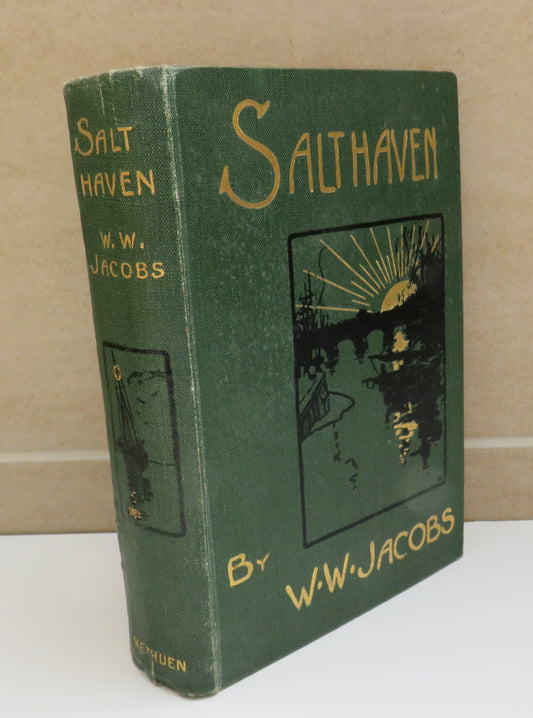 SALT
HAVEN
W. W.
JACOBS
METHUEN
SALTHAVEN
BY W·W·JACOBS